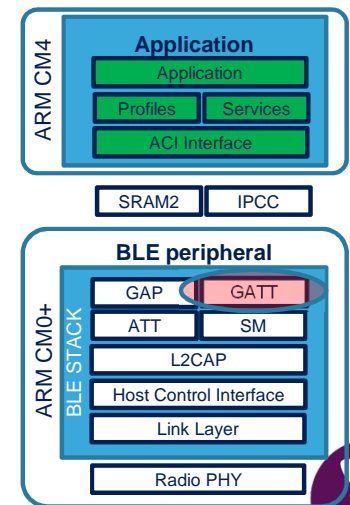 ARM CM4
Application
Application
Profiles Services
ACI Interface
SRAM2 IPCC
ARM CM0+
BLE peripheral
BLE STACK
GAP GATT
ATT SM
L2CAP
Host Control Interface
Link Layer
Radio PHY